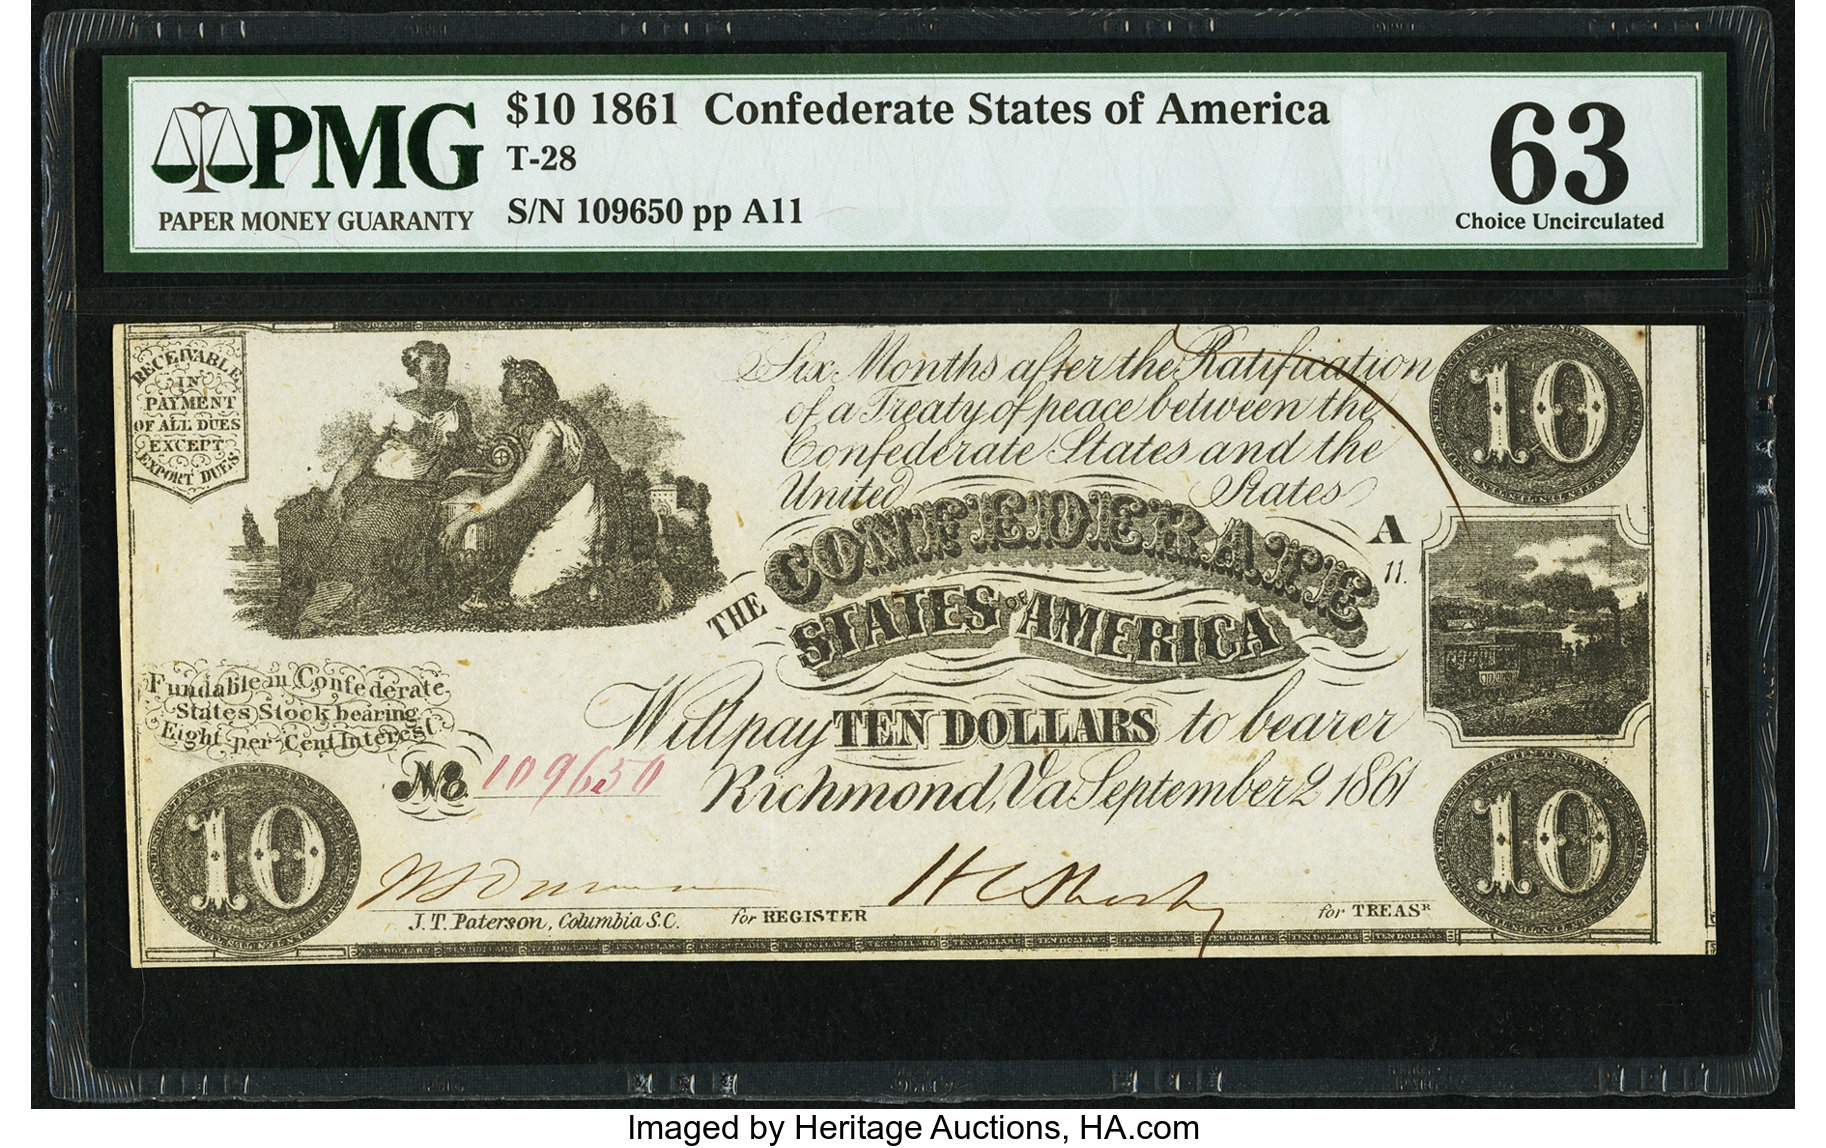 PMG
PAPER MONEY GUARANTY
$10 1861 Confederate States of America
T-28
S/N 109650 pp A11
63
Choice Uncirculated
RECEIVABLE
IN
PAYMENT
OF ALL DUES
EXCEPT
EXPORT DUES
Six Months after the Ratification
of a Treaty of peace between the
Confederate States and the
United States
10
A
11.
THE CONFEDERATE
STATES OF AMERICA
Fundable in Confederate
States Stock bearing
Eight per Cent Interest
Will pay TEN DOLLARS to bearer
No. 109650
Richmond, Va September 2 1861
10
10
J.T. Paterson, Columbia S.C.
for REGISTER
for TREASR
Imaged by Heritage Auctions, HA.com